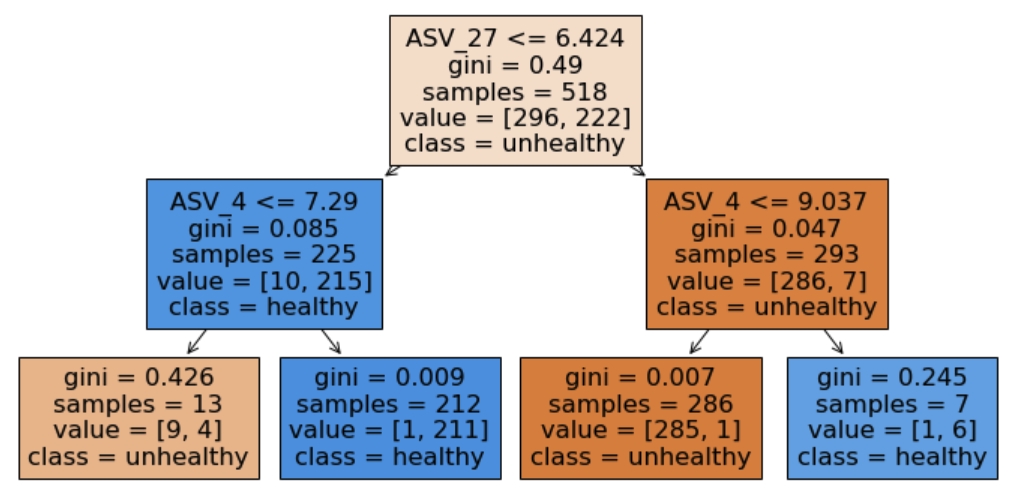 ASV_27 <= 6.424
gini = 0.49
samples = 518
value = [296, 222]
class = unhealthy
ASV_4 <= 7.29
gini = 0.085
samples = 225
value = [10, 215]
class = healthy
ASV_4 <= 9.037
gini = 0.047
samples = 293
value = [286, 7]
class = unhealthy
gini = 0.426
samples = 13
value = [9, 4]
class = unhealthy
gini = 0.009
samples = 212
value = [1, 211]
class = healthy
gini = 0.007
samples = 286
value = [285, 1]
class = unhealthy
gini = 0.245
samples = 7
value = [1, 6]
class = healthy